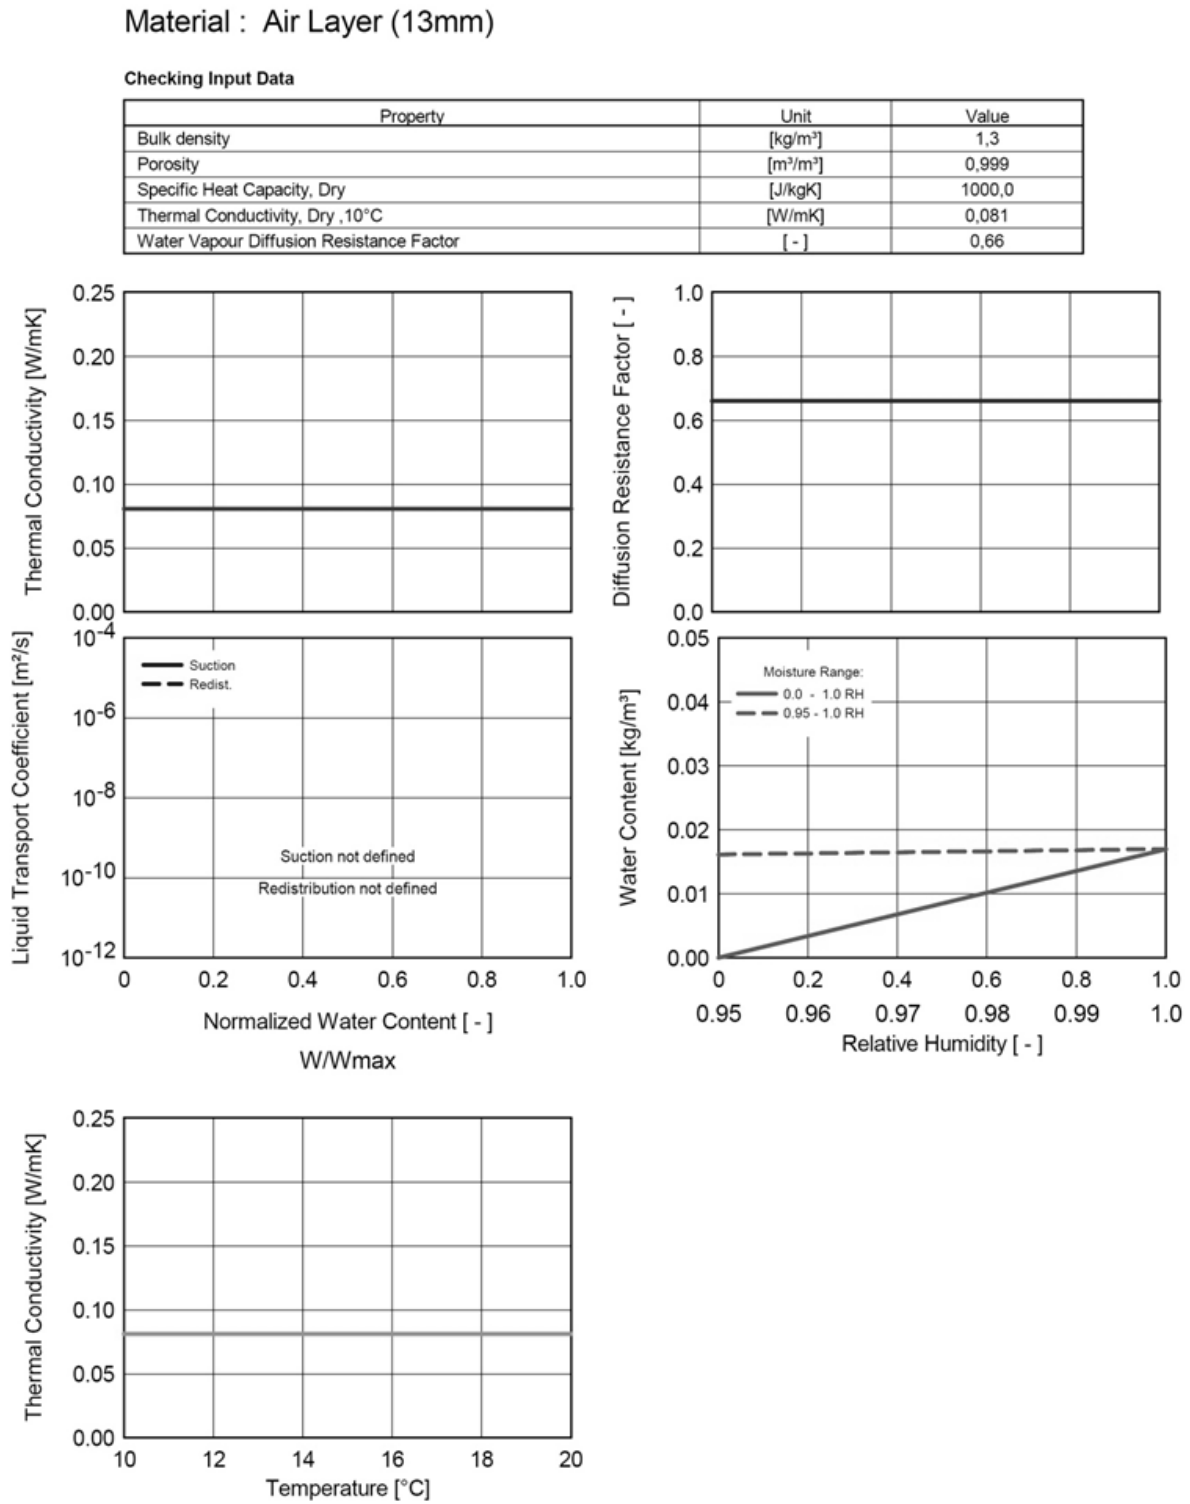 Material : Air Layer (13mm)
Checking Input Data
Property Unit Value
Bulk density [kg/m³] 1,3
Porosity [m³/m³] 0,999
Specific Heat Capacity, Dry [J/kgK] 1000,0
Thermal Conductivity, Dry ,10°C [W/mK] 0,081
Water Vapour Diffusion Resistance Factor [ - ] 0,66
Thermal Conductivity [W/mK]
0.25
0.20
0.15
0.10
0.05
0.00
Diffusion Resistance Factor [ - ]
1.0
0.8
0.6
0.4
0.2
0.0
Liquid Transport Coefficient [m²/s]
10⁻⁴
10⁻⁶
10⁻⁸
10⁻¹⁰
10⁻¹²
Suction
Redist.
Suction not defined
Redistribution not defined
0 0.2 0.4 0.6 0.8 1.0
Normalized Water Content [ - ]
W/Wmax
Water Content [kg/m³]
0.05
0.04
0.03
0.02
0.01
0.00
Moisture Range:
0.0 - 1.0 RH
0.95 - 1.0 RH
0 0.2 0.4 0.6 0.8 1.0
0.95 0.96 0.97 0.98 0.99 1.0
Relative Humidity [ - ]
Thermal Conductivity [W/mK]
0.25
0.20
0.15
0.10
0.05
0.00
10 12 14 16 18 20
Temperature [°C]